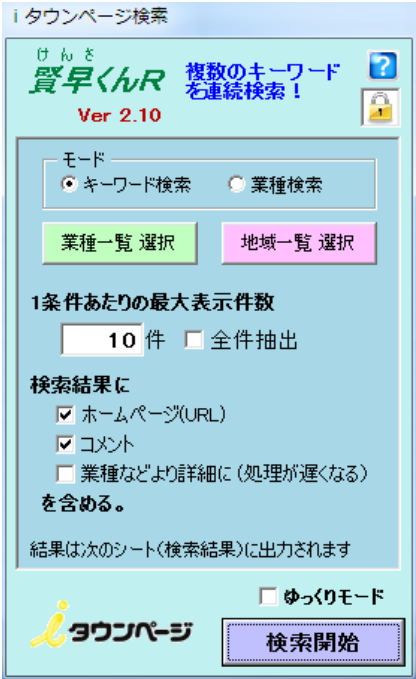 iタウンページ検索
けんさ
賢早くんR
複数のキーワード
を連続検索！
Ver 2.10
?
モード
キーワード検索 業種検索
業種一覧 選択 地域一覧 選択
1条件あたりの最大表示件数
10 件 全件抽出
検索結果に
ホームページ(URL)
コメント
業種などより詳細に（処理が遅くなる）
を含める。
結果は次のシート（検索結果）に出力されます
ゆっくりモード
iタウンページ
検索開始